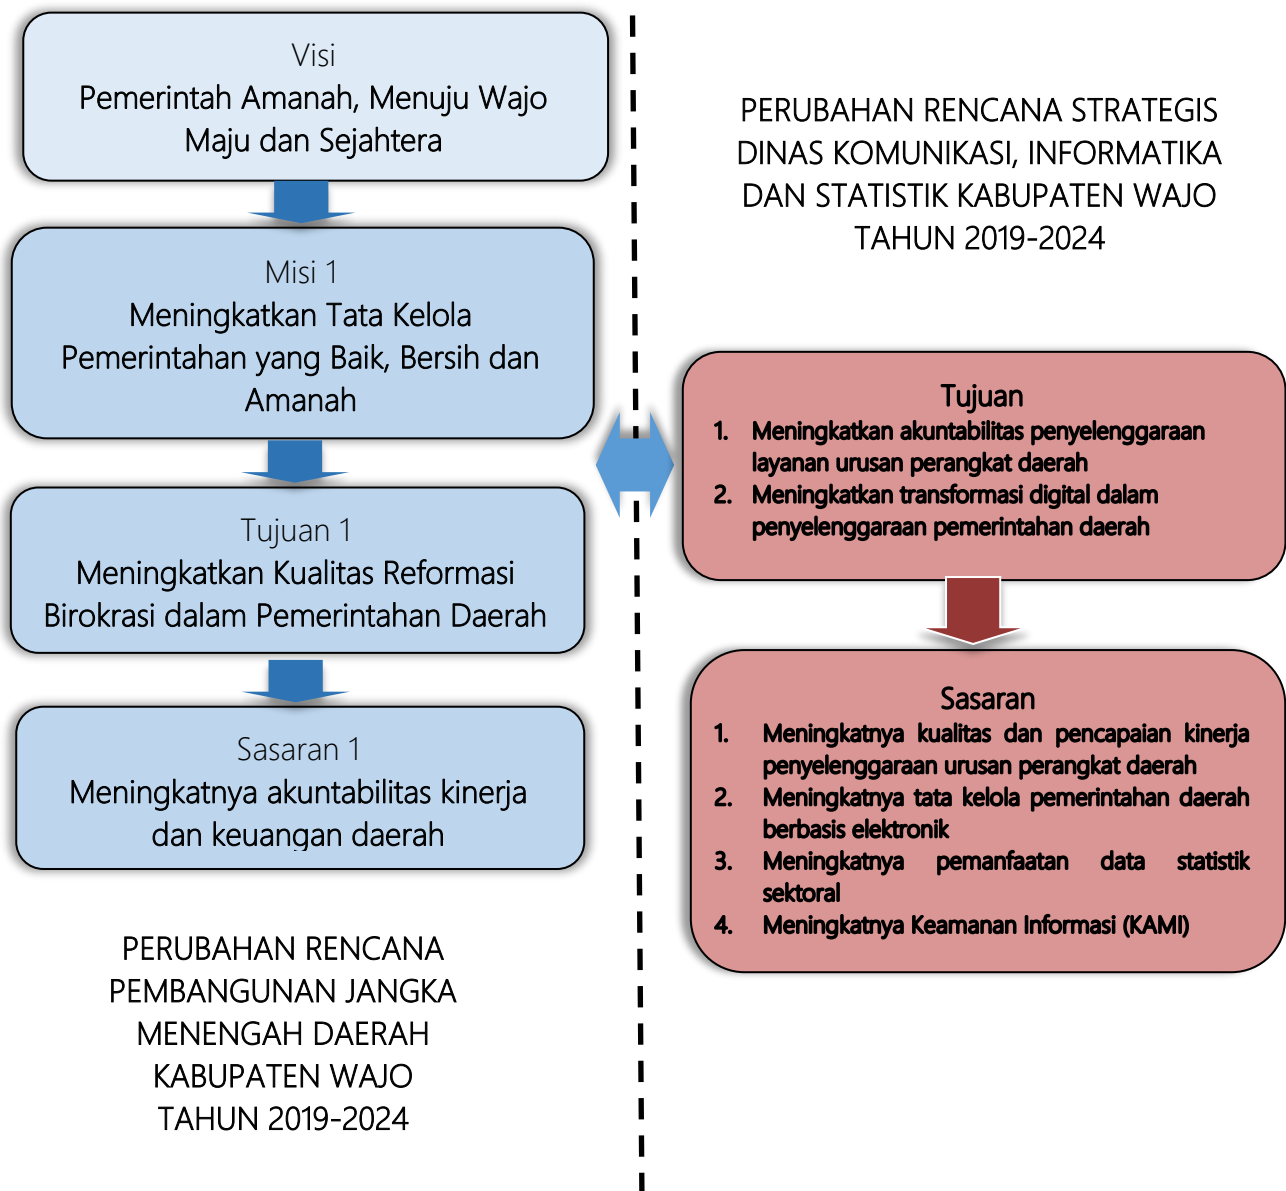 Visi
Pemerintah Amanah, Menuju Wajo
Maju dan Sejahtera
Misi 1
Meningkatkan Tata Kelola
Pemerintahan yang Baik, Bersih dan
Amanah
Tujuan 1
Meningkatkan Kualitas Reformasi
Birokrasi dalam Pemerintahan Daerah
Sasaran 1
Meningkatnya akuntabilitas kinerja
dan keuangan daerah
PERUBAHAN RENCANA
PEMBANGUNAN JANGKA
MENENGAH DAERAH
KABUPATEN WAJO
TAHUN 2019-2024
PERUBAHAN RENCANA STRATEGIS
DINAS KOMUNIKASI, INFORMATIKA
DAN STATISTIK KABUPATEN WAJO
TAHUN 2019-2024
Tujuan
1. Meningkatkan akuntabilitas penyelenggaraan
layanan urusan perangkat daerah
2. Meningkatkan transformasi digital dalam
penyelenggaraan pemerintahan daerah
Sasaran
1. Meningkatnya kualitas dan pencapaian kinerja
penyelenggaraan urusan perangkat daerah
2. Meningkatnya tata kelola pemerintahan daerah
berbasis elektronik
3. Meningkatnya pemanfaatan data statistik
sektoral
4. Meningkatnya Keamanan Informasi (KAMI)